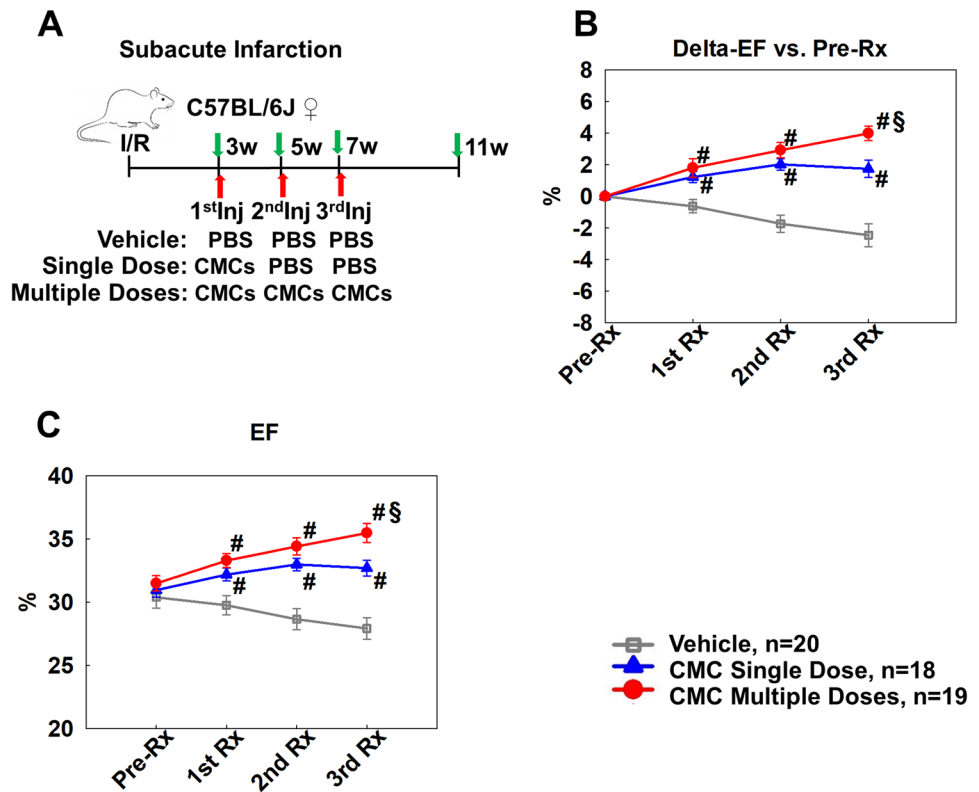 A
Subacute Infarction
C57BL/6J ♀
I/R
3w 5w 7w 11w
1stInj 2ndInj 3rdInj
Vehicle: PBS PBS PBS
Single Dose: CMCs PBS PBS
Multiple Doses: CMCs CMCs CMCs
B
Delta-EF vs. Pre-Rx
8
6
4
2
0
-2
-4
-6
-8
%
# # #§
# # #
Pre-Rx 1st Rx 2nd Rx 3rd Rx
C
EF
40
35
30
25
20
%
# # #§
# # #
Pre-Rx 1st Rx 2nd Rx 3rd Rx
Vehicle, n=20
CMC Single Dose, n=18
CMC Multiple Doses, n=19